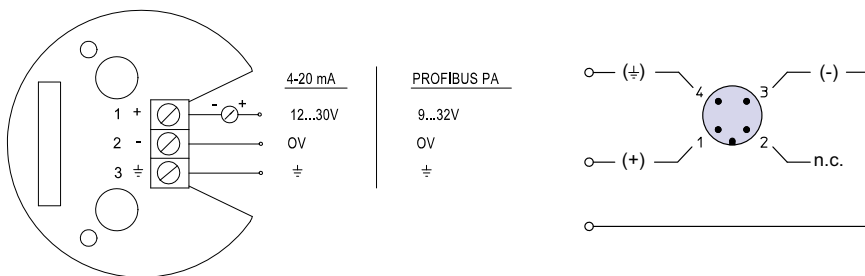 4-20 mA PROFIBUS PA
1 + - + 12...30V 9...32V
2 - 0V 0V
3 ⏚ ⏚ ⏚
(⏚) 4 3 (-)
(+) 1 2 n.c.